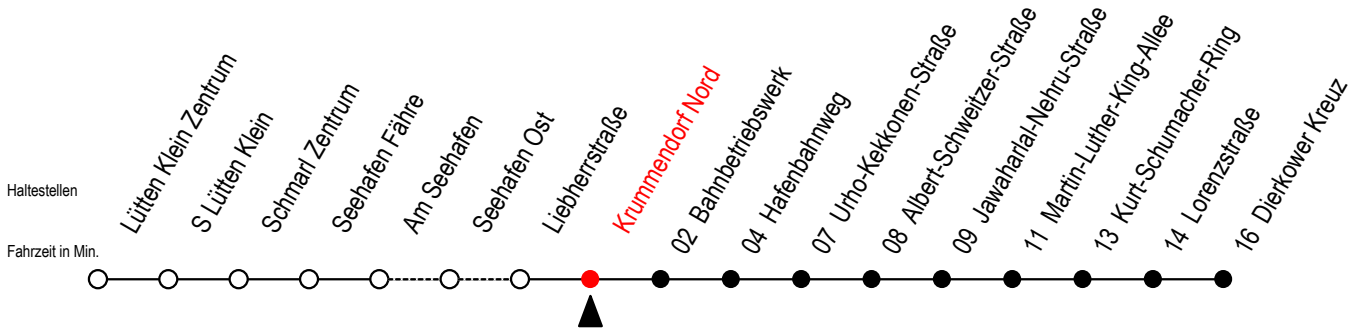 Haltestellen
Fahrzeit in Min.
Lütten Klein Zentrum
S Lütten Klein
Schmarl Zentrum
Seehafen Fähre
Am Seehafen
Seehafen Ost
Liebherrstraße
Krummendorf Nord
02 Bahnbetriebswerk
04 Hafenbahnweg
07 Urho-Kekkonen-Straße
08 Albert-Schweitzer-Straße
09 Jawaharlal-Nehru-Straße
11 Martin-Luther-King-Allee
13 Kurt-Schumacher-Ring
14 Lorenzstraße
16 Dierkower Kreuz